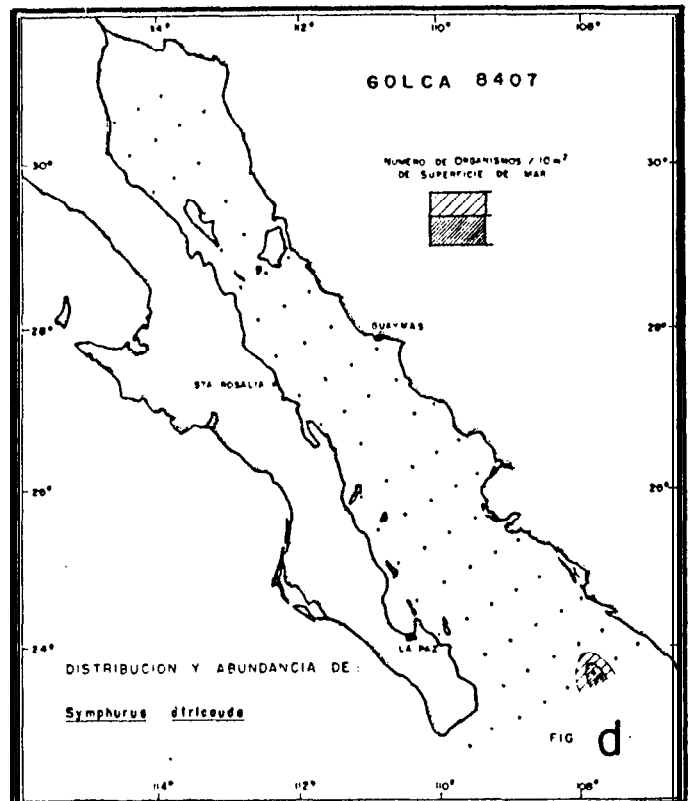 114° 112° 110° 108°
GOLCA 8407
NUMERO DE ORGANISMOS / 10 m²
DE SUPERFICIE DE MAR
30° 30°
GUAYMAS
28° 28°
STA ROSALIA
26° 26°
LA PAZ
24° 24°
DISTRIBUCION Y ABUNDANCIA DE:
Symphurus atricauda
FIG d
114° 112° 110° 108°